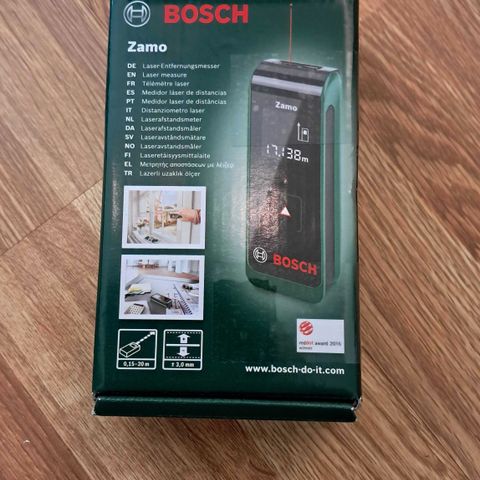 BOSCH
Zamo
DE Laser-Entfernungsmesser
EN Laser measure
FR Télémètre laser
ES Medidor láser de distancias
PT Medidor laser de distâncias
IT Distanziometro laser
NL Laserafstandsmeter
DA Laserafstandsmåler
SV Laseravståndsmätare
NO Laseravstandsmåler
FI Laseretäisyysmittalaite
EL Μετρητής αποστάσεων με λέιζερ
TR Lazerli uzaklık ölçer
Zamo
17.138m
BOSCH
0,15–20 m
± 3,0 mm
reddot award 2016
winner
www.bosch-do-it.com